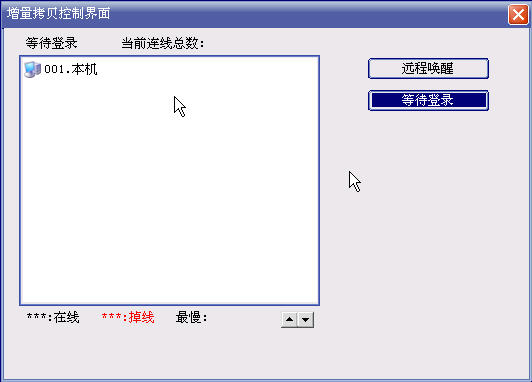 增量拷贝控制界面
等待登录 当前连线总数:
001.本机
远程唤醒
等待登录
***:在线 ***:掉线 最慢: